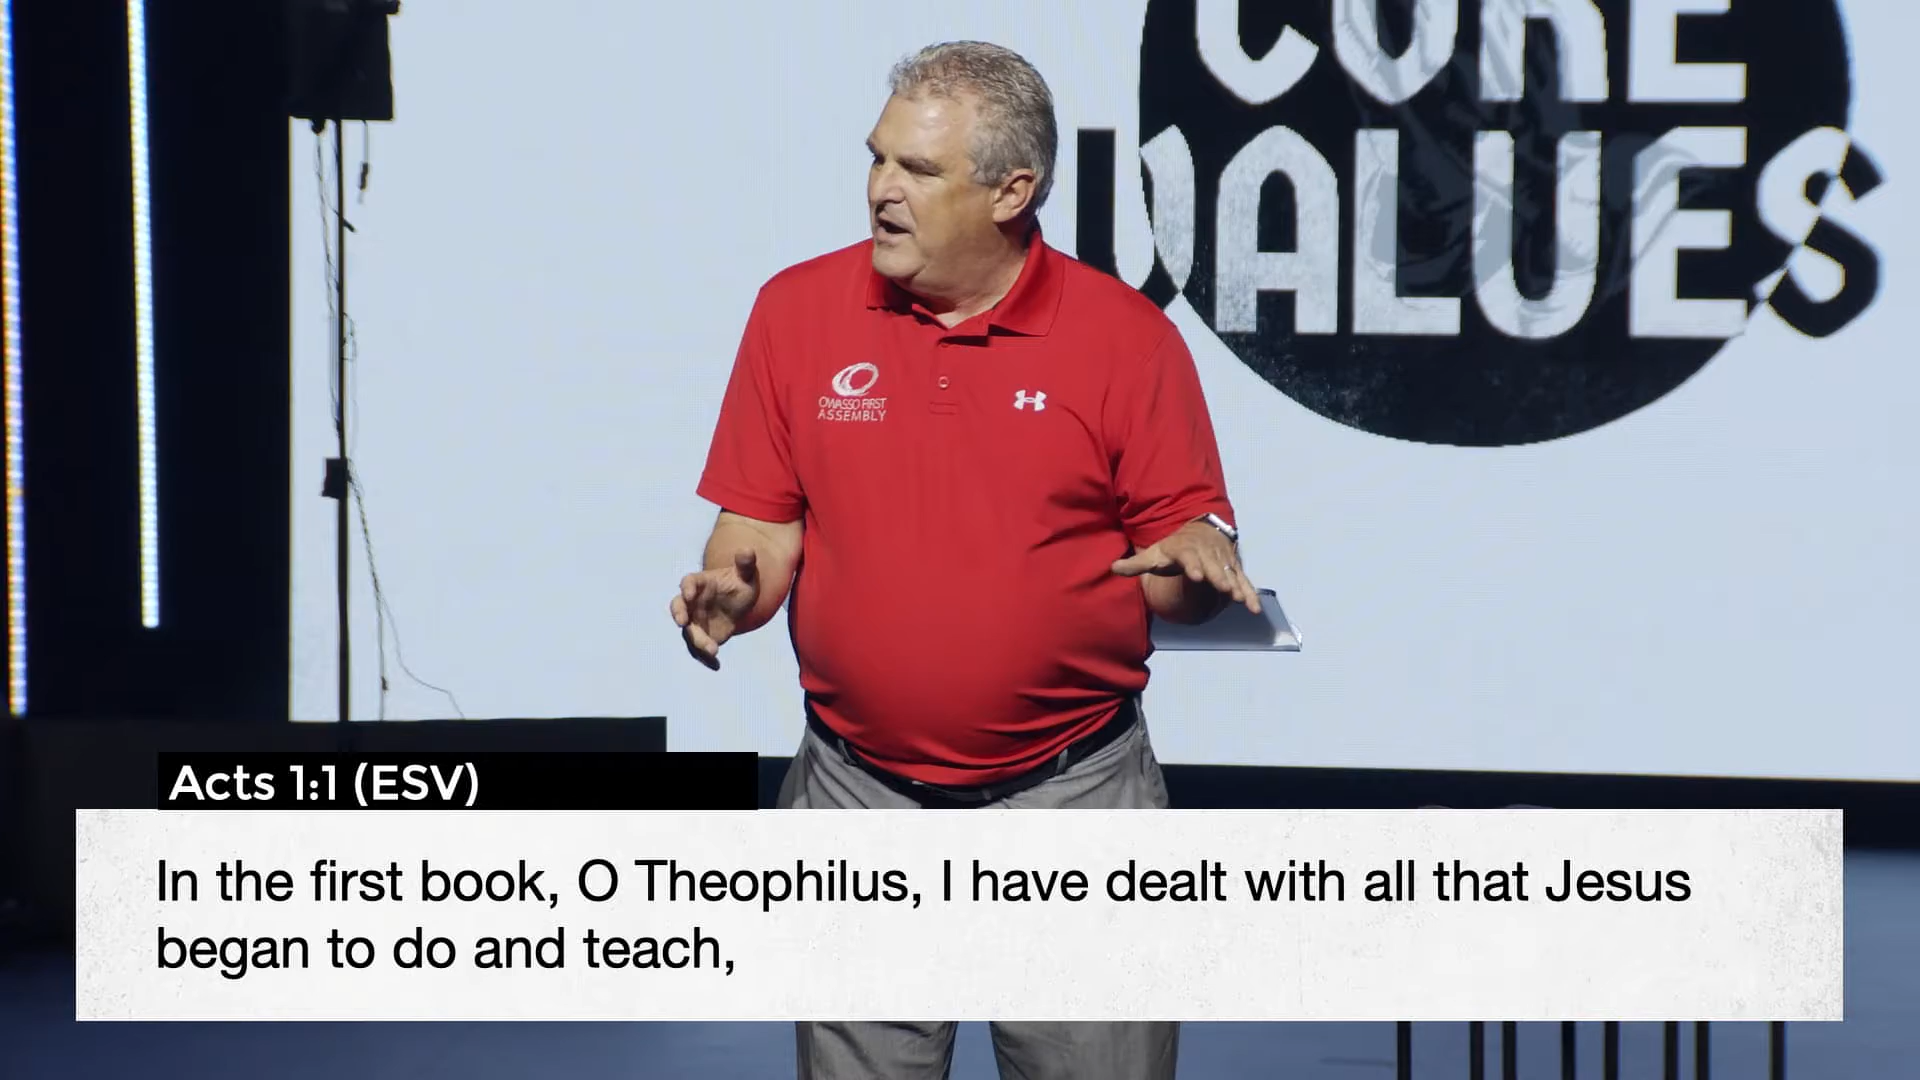 CORE
VALUES
OWASSO FIRST
ASSEMBLY
Acts 1:1 (ESV)
In the first book, O Theophilus, I have dealt with all that Jesus
began to do and teach,